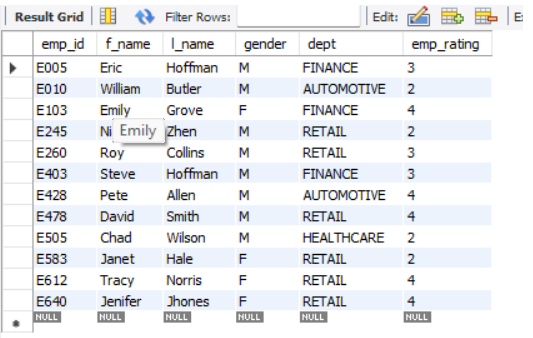 Result Grid Filter Rows: Edit:
emp_id f_name l_name gender dept emp_rating
E005 Eric Hoffman M FINANCE 3
E010 William Butler M AUTOMOTIVE 2
E103 Emily Grove F FINANCE 4
E245 Ni Emily Zhen M RETAIL 2
E260 Roy Collins M RETAIL 3
E403 Steve Hoffman M FINANCE 3
E428 Pete Allen M AUTOMOTIVE 4
E478 David Smith M RETAIL 4
E505 Chad Wilson M HEALTHCARE 2
E583 Janet Hale F RETAIL 2
E612 Tracy Norris F RETAIL 4
E640 Jenifer Jhones F RETAIL 4
NULL NULL NULL NULL NULL NULL